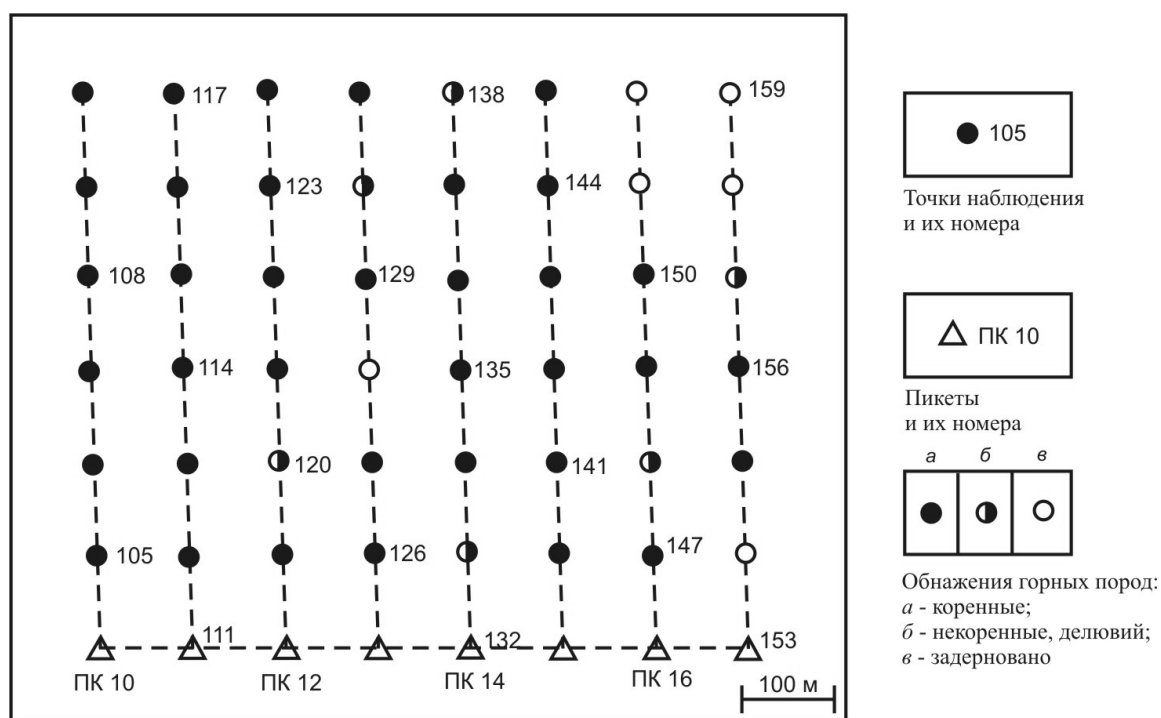 117
138
159
123
144
108
129
150
114
135
156
120
141
105
126
147
111
132
153
ПК 10
ПК 12
ПК 14
ПК 16
100 м
105
Точки наблюдения
и их номера
ПК 10
Пикеты
и их номера
а б в
Обнажения горных пород:
а - коренные;
б - некоренные, делювий;
в - задерновано